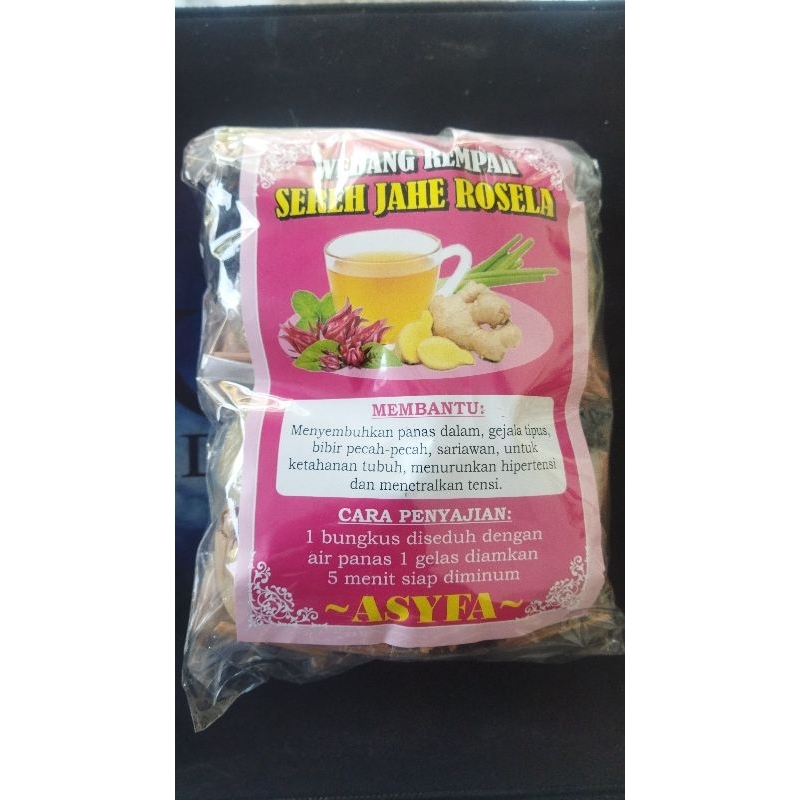 WEDANG REMPAH
SEREH JAHE ROSELA
MEMBANTU:
Menyembuhkan panas dalam, gejala tipus,
bibir pecah-pecah, sariawan, untuk
ketahanan tubuh, menurunkan hipertensi
dan menetralkan tensi.
CARA PENYAJIAN:
1 bungkus diseduh dengan
air panas 1 gelas diamkan
5 menit siap diminum
~ASYFA~